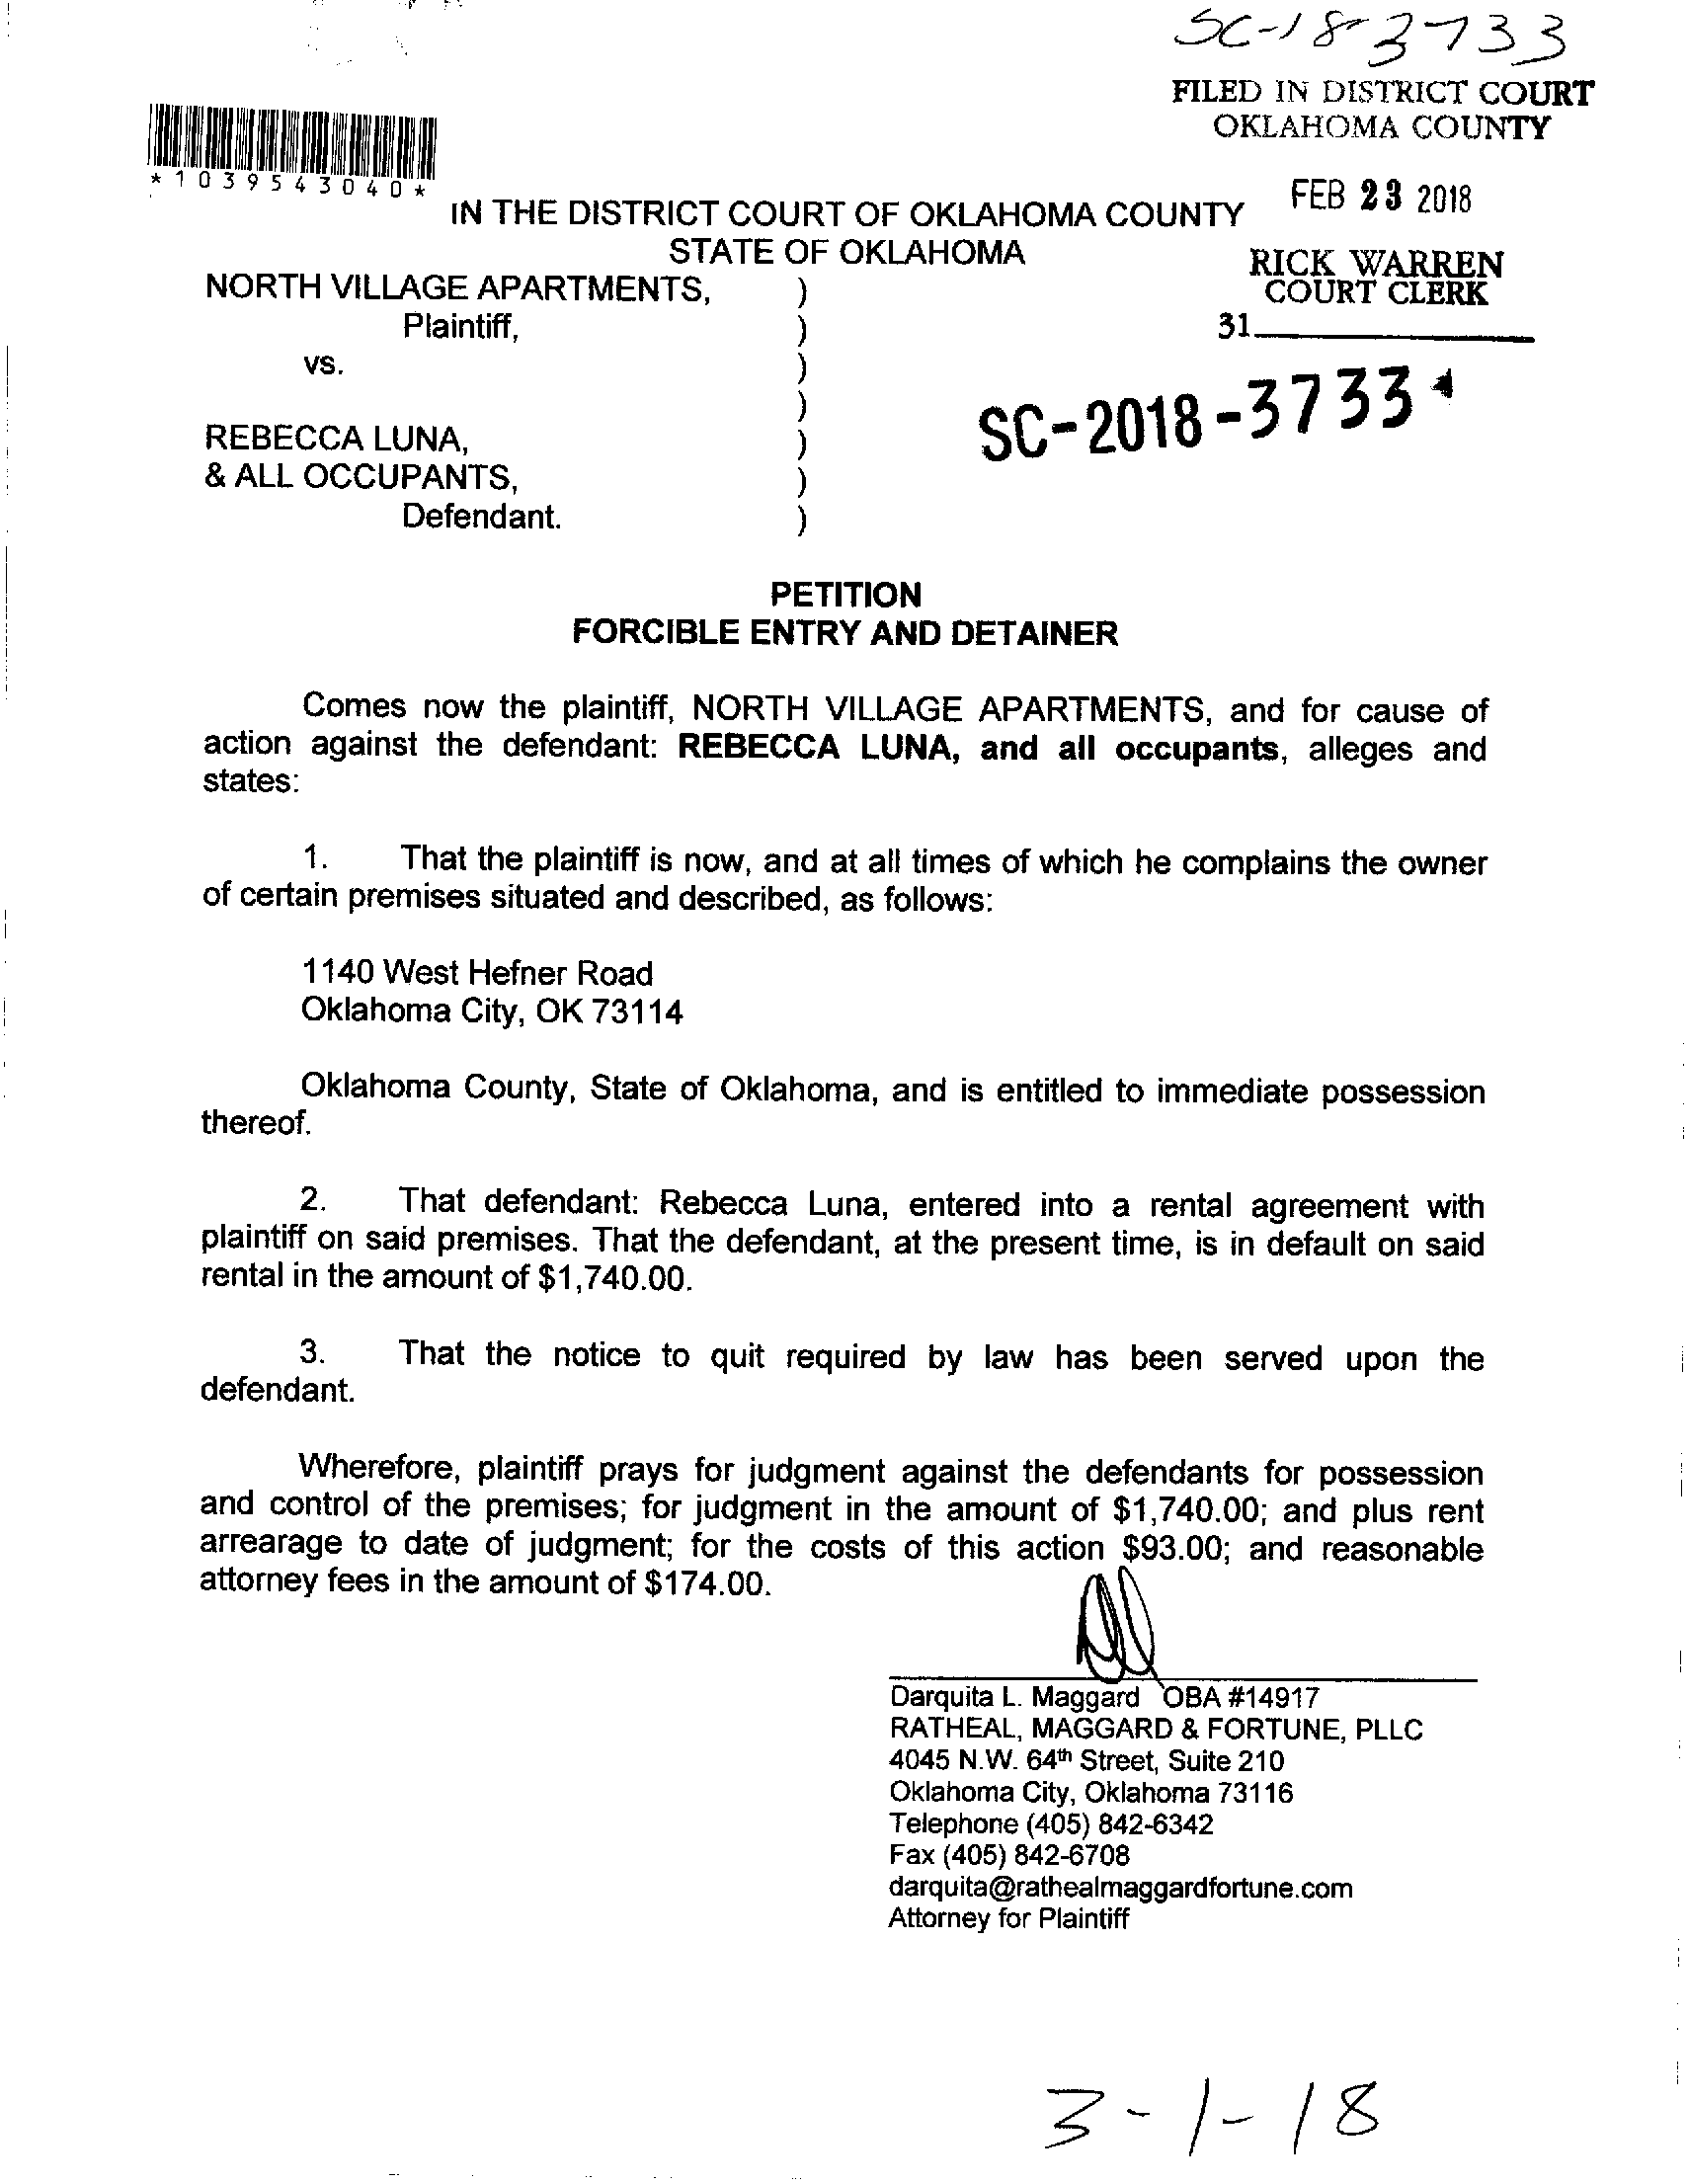 SC-18-3733
FILED IN DISTRICT COURT
OKLAHOMA COUNTY
*1039543040*
FEB 23 2018
IN THE DISTRICT COURT OF OKLAHOMA COUNTY
STATE OF OKLAHOMA
RICK WARREN
COURT CLERK
31
NORTH VILLAGE APARTMENTS, )
Plaintiff, )
vs. )
)
REBECCA LUNA, )
& ALL OCCUPANTS, )
Defendant. )
SC-2018-3733
PETITION
FORCIBLE ENTRY AND DETAINER
Comes now the plaintiff, NORTH VILLAGE APARTMENTS, and for cause of
action against the defendant: REBECCA LUNA, and all occupants, alleges and
states:
1. That the plaintiff is now, and at all times of which he complains the owner
of certain premises situated and described, as follows:
1140 West Hefner Road
Oklahoma City, OK 73114
Oklahoma County, State of Oklahoma, and is entitled to immediate possession
thereof.
2. That defendant: Rebecca Luna, entered into a rental agreement with
plaintiff on said premises. That the defendant, at the present time, is in default on said
rental in the amount of $1,740.00.
3. That the notice to quit required by law has been served upon the
defendant.
Wherefore, plaintiff prays for judgment against the defendants for possession
and control of the premises; for judgment in the amount of $1,740.00; and plus rent
arrearage to date of judgment; for the costs of this action $93.00; and reasonable
attorney fees in the amount of $174.00.
Darquita L. Maggard OBA #14917
RATHEAL, MAGGARD & FORTUNE, PLLC
4045 N.W. 64th Street, Suite 210
Oklahoma City, Oklahoma 73116
Telephone (405) 842-6342
Fax (405) 842-6708
darquita@rathealmaggardfortune.com
Attorney for Plaintiff
3-1-18